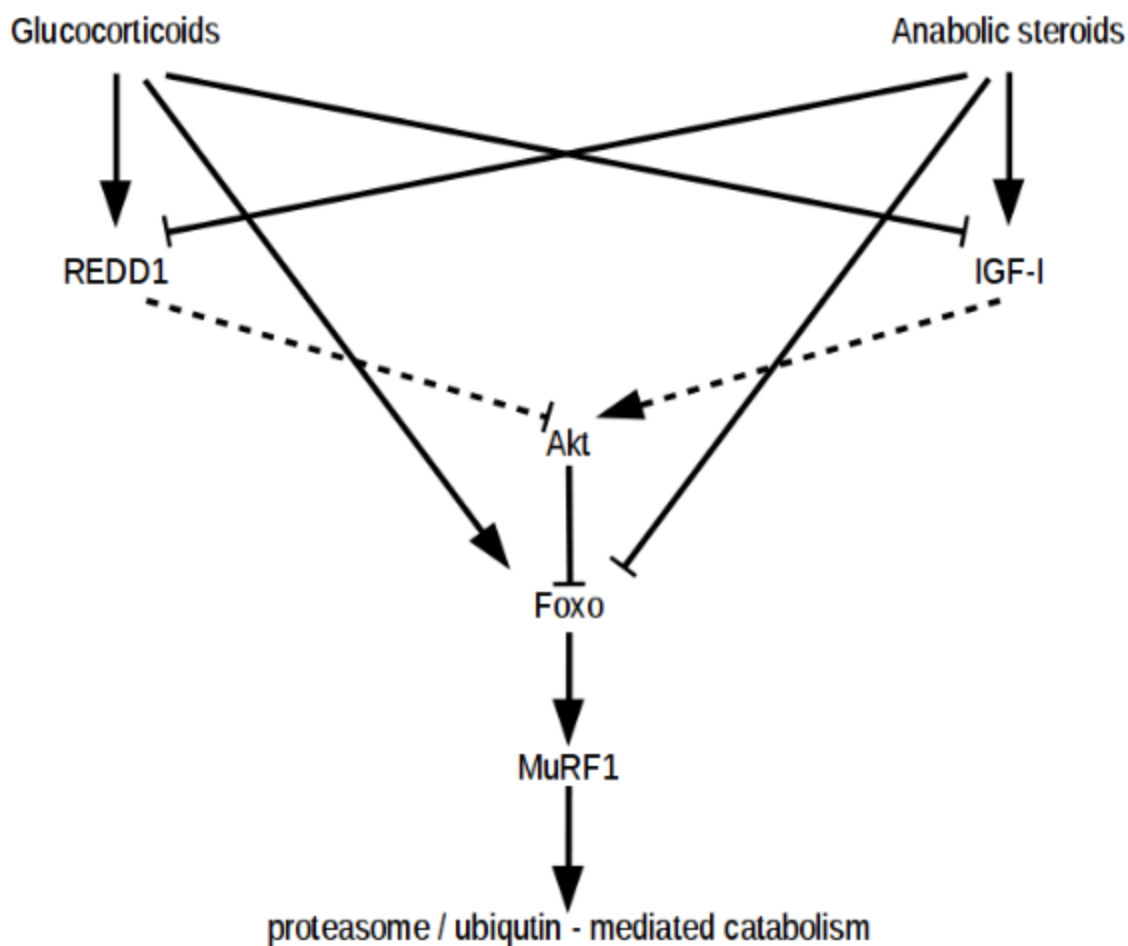 Glucocorticoids
Anabolic steroids
REDD1
IGF-I
Akt
Foxo
MuRF1
proteasome / ubiqutin - mediated catabolism